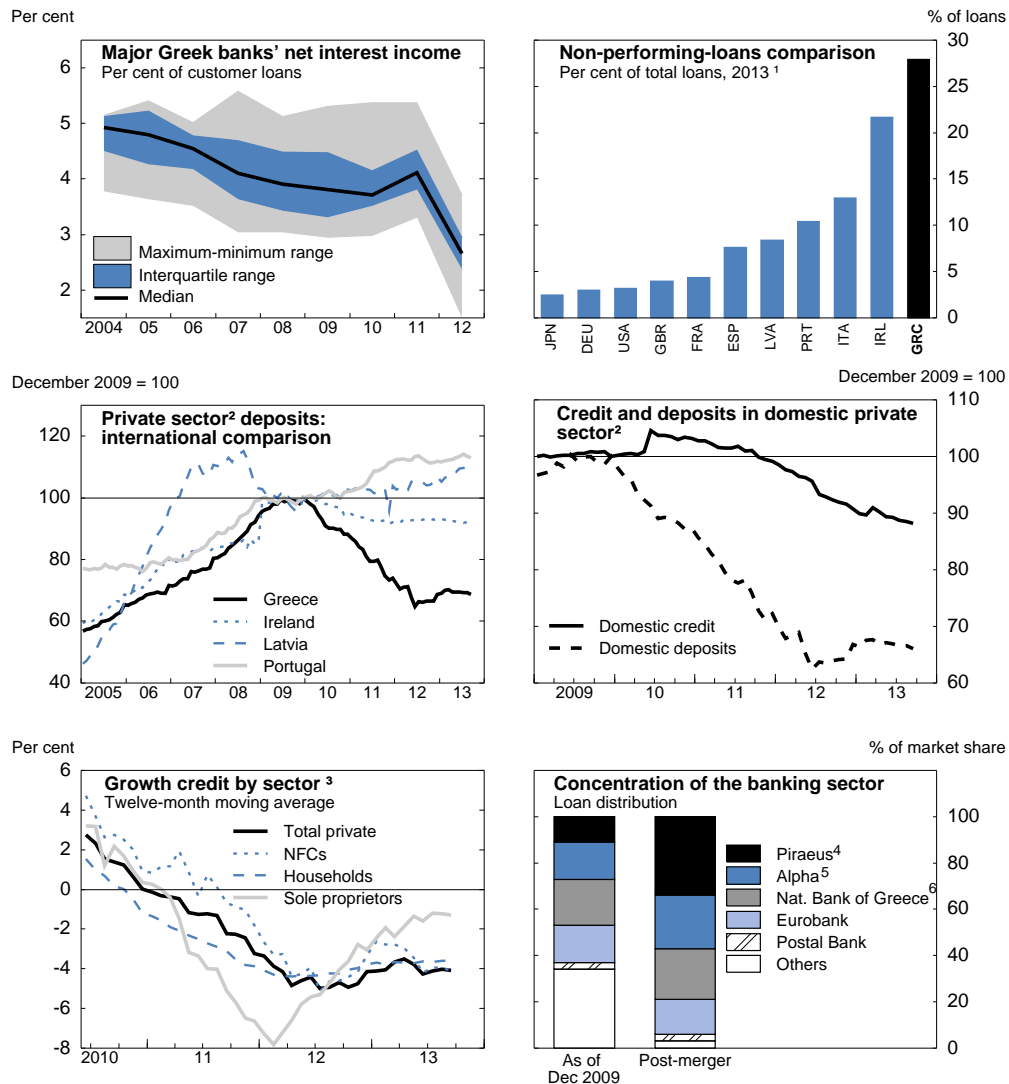 Per cent
Major Greek banks' net interest income
Per cent of customer loans
6
5
4
3
2
Maximum-minimum range
Interquartile range
Median
2004 05 06 07 08 09 10 11 12
% of loans
Non-performing-loans comparison
Per cent of total loans, 2013 ¹
30
25
20
15
10
5
0
JPN DEU USA GBR FRA ESP LVA PRT ITA IRL GRC
December 2009 = 100
Private sector² deposits:
international comparison
120
100
80
60
40
Greece
Ireland
Latvia
Portugal
2005 06 07 08 09 10 11 12 13
December 2009 = 100
Credit and deposits in domestic private
sector²
110
100
90
80
70
60
Domestic credit
Domestic deposits
2009 10 11 12 13
Per cent
Growth credit by sector ³
Twelve-month moving average
6
4
2
0
-2
-4
-6
-8
Total private
NFCs
Households
Sole proprietors
2010 11 12 13
% of market share
Concentration of the banking sector
Loan distribution
100
80
60
40
20
0
Piraeus⁴
Alpha⁵
Nat. Bank of Greece⁶
Eurobank
Postal Bank
Others
As of
Dec 2009
Post-merger